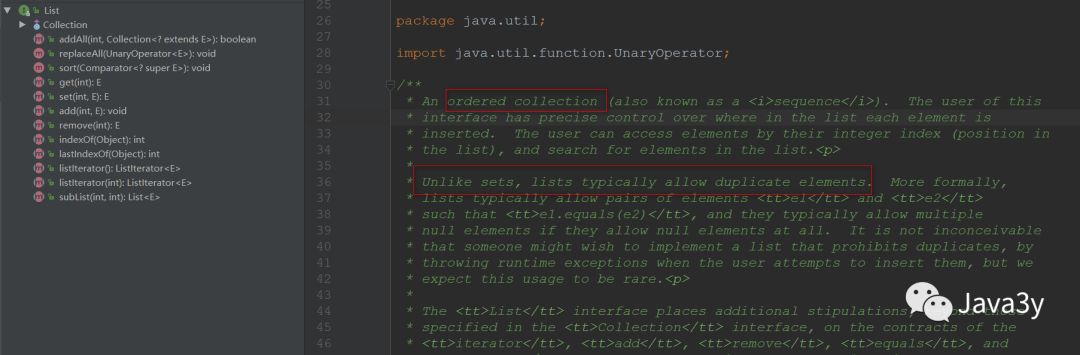 List
Collection
addAll(int, Collection<? extends E>): boolean
replaceAll(UnaryOperator<E>): void
sort(Comparator<? super E>): void
get(int): E
set(int, E): E
add(int, E): void
remove(int): E
indexOf(Object): int
lastIndexOf(Object): int
listIterator(): ListIterator<E>
listIterator(int): ListIterator<E>
subList(int, int): List<E>
25
26 package java.util;
27
28 import java.util.function.UnaryOperator;
29
30 /**
31 * An ordered collection (also known as a <i>sequence</i>).  The user of this
32 * interface has precise control over where in the list each element is
33 * inserted.  The user can access elements by their integer index (position in
34 * the list), and search for elements in the list.<p>
35 *
36 * Unlike sets, lists typically allow duplicate elements.  More formally,
37 * lists typically allow pairs of elements <tt>e1</tt> and <tt>e2</tt>
38 * such that <tt>e1.equals(e2)</tt>, and they typically allow multiple
39 * null elements if they allow null elements at all.  It is not inconceivable
40 * that someone might wish to implement a list that prohibits duplicates, by
41 * throwing runtime exceptions when the user attempts to insert them, but we
42 * expect this usage to be rare.<p>
43 *
44 * The <tt>List</tt> interface places additional stipulations,
45 * specified in the <tt>Collection</tt> interface, on the contracts of the
46 * <tt>iterator</tt>, <tt>add</tt>, <tt>remove</tt>, <tt>equals</tt>, and
Java3y